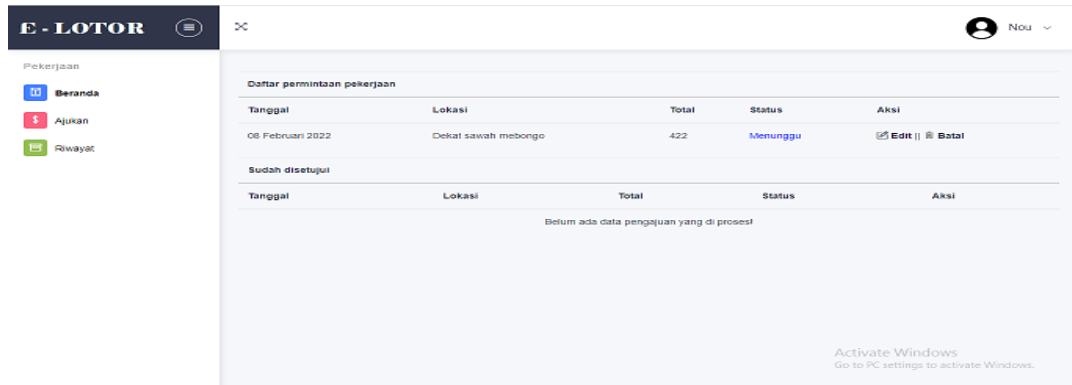 E - LOTOR
Nou
Pekerjaan
Beranda
Ajukan
Riwayat
Daftar permintaan pekerjaan
Tanggal Lokasi Total Status Aksi
08 Februari 2022 Dekat sawah mebongo 422 Menunggu Edit || Batal
Sudah disetujui
Tanggal Lokasi Total Status Aksi
Belum ada data pengajuan yang di proses!
Activate Windows
Go to PC settings to activate Windows.